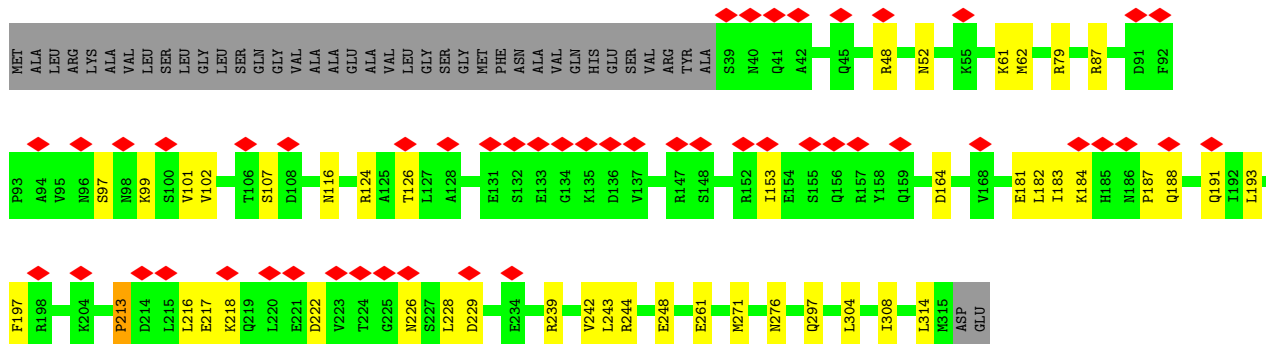 MET ALA LEU ARG LYS ALA VAL LEU SER LEU GLY LEU SER GLN GLY VAL ALA ALA GLU ALA VAL LEU GLY SER GLY MET PHE ASN ALA VAL GLN HIS GLU SER VAL ARG TYR ALA S39 N40 Q41 A42 Q45 R48 N52 K55 K61 M62 R79 R87 D91 F92
P93 A94 V95 N96 S97 N98 K99 S100 V101 V102 T106 S107 D108 N116 R124 A125 T126 L127 A128 E131 S132 E133 G134 K135 D136 V137 R147 S148 R152 I153 E154 S155 Q156 R157 Y158 Q159 D164 V168 E181 L182 I183 K184 H185 N186 P187 Q188 Q191 I192 L193
F197 R198 K204 P213 D214 L215 L216 E217 K218 Q219 L220 E221 D222 V223 T224 G225 N226 S227 L228 D229 E234 R239 V242 L243 R244 E248 E261 M271 N276 Q297 L304 I308 L314 M315 ASP GLU